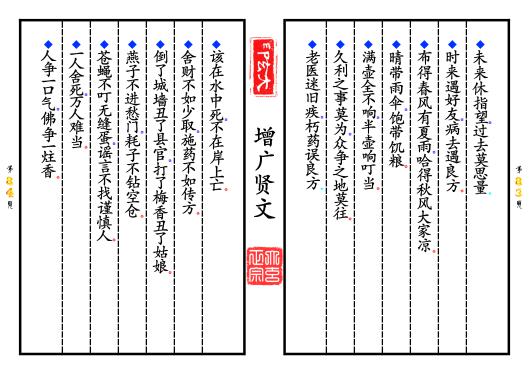 未来休指望。过去莫思量。
时来遇好友。病去遇良方。
布得春风有夏雨。哈得秋风大家凉。
晴带雨伞。饱带饥粮。
满壶全不响。半壶响叮当。
久利之事莫为。众争之地莫往。
老医迷旧疾。朽药误良方。
增广贤文
该在水中死。不在岸上亡。
舍财不如少取。施药不如传方。
倒了城墙丑了县官。打了梅香丑了姑娘。
燕子不进愁门。耗子不钻空仓。
苍蝇不叮无缝蛋。谣言不找谨慎人。
一人舍死。万人难当。
人争一口气。佛争一炷香。